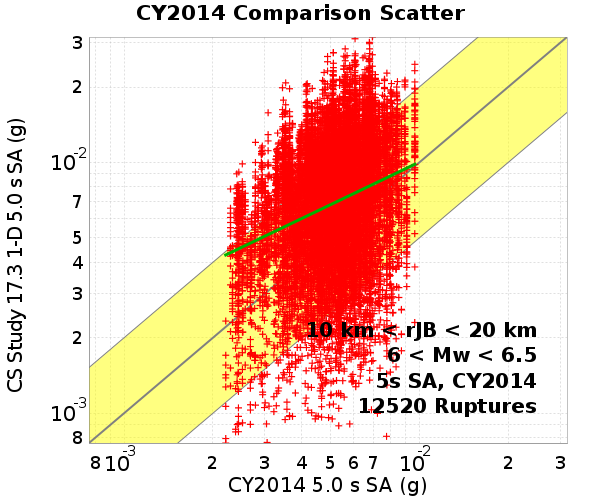 CY2014 Comparison Scatter
CS Study 17.3 1-D 5.0 s SA (g)
3
2
10-2
7
5
4
3
2
10-3
8
10 km < rJB < 20 km
6 < Mw < 6.5
5s SA, CY2014
12520 Ruptures
8 10-3 2 3 4 5 6 7 10-2 2 3
CY2014 5.0 s SA (g)